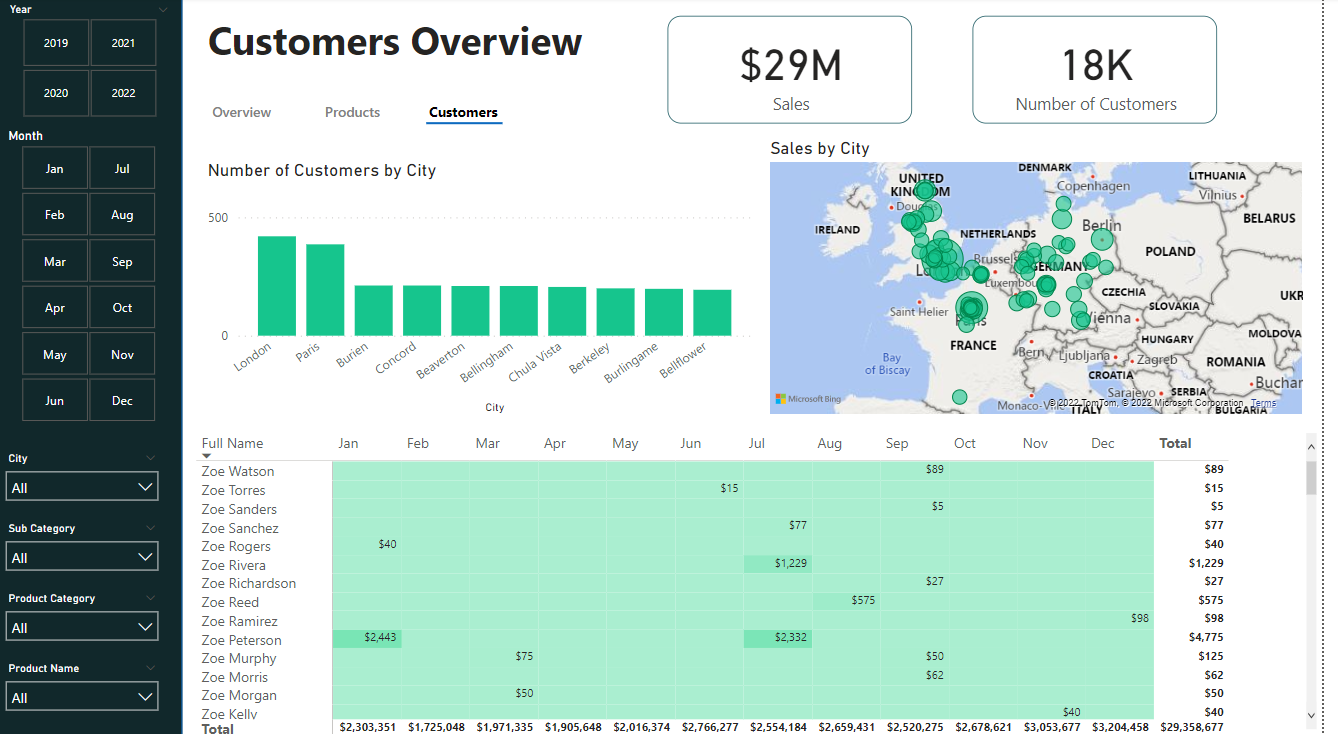 Year
2019 2021
2020 2022
Month
Jan Jul
Feb Aug
Mar Sep
Apr Oct
May Nov
Jun Dec
City
All
Sub Category
All
Product Category
All
Product Name
All
Customers Overview
Overview Products Customers
$29M
Sales
18K
Number of Customers
Number of Customers by City
500
0
London Paris Burien Concord Beaverton Bellingham Chula Vista Berkeley Burlingame Bellflower
City
Sales by City
DENMARK
LITHUANIA
UNITED
Copenhagen
KINGDOM
Vilnius
BELARUS
IRELAND
Berlin
NETHERLANDS
POLAND
Brussels
GERMANY
Luxembou
CZECHIA
UKR
SLOVAKIA
Saint Helier
Paris
Vienna
MOLDOVA
FRANCE
HUNGARY
Bern
Ljubljana
Zagreb
ROMANIA
Bay
of Biscay
CROATIA
Buchar
Sarajevo
SERBIA
Microsoft Bing
Monaco-Ville
© 2022 TomTom, © 2022 Microsoft Corporation Terms
ITALY
BULGARIA
Full Name Jan Feb Mar Apr May Jun Jul Aug Sep Oct Nov Dec Total
Zoe Watson $89 $89
Zoe Torres $15 $15
Zoe Sanders $5 $5
Zoe Sanchez $77 $77
Zoe Rogers $40 $40
Zoe Rivera $1,229 $1,229
Zoe Richardson $27 $27
Zoe Reed $575 $575
Zoe Ramirez $98 $98
Zoe Peterson $2,443 $2,332 $4,775
Zoe Murphy $75 $50 $125
Zoe Morris $62 $62
Zoe Morgan $50 $50
Zoe Kelly $40 $40
Total $2,303,351 $1,725,048 $1,971,335 $1,905,648 $2,016,374 $2,766,277 $2,554,184 $2,659,431 $2,520,275 $2,678,621 $3,053,677 $3,204,458 $29,358,677